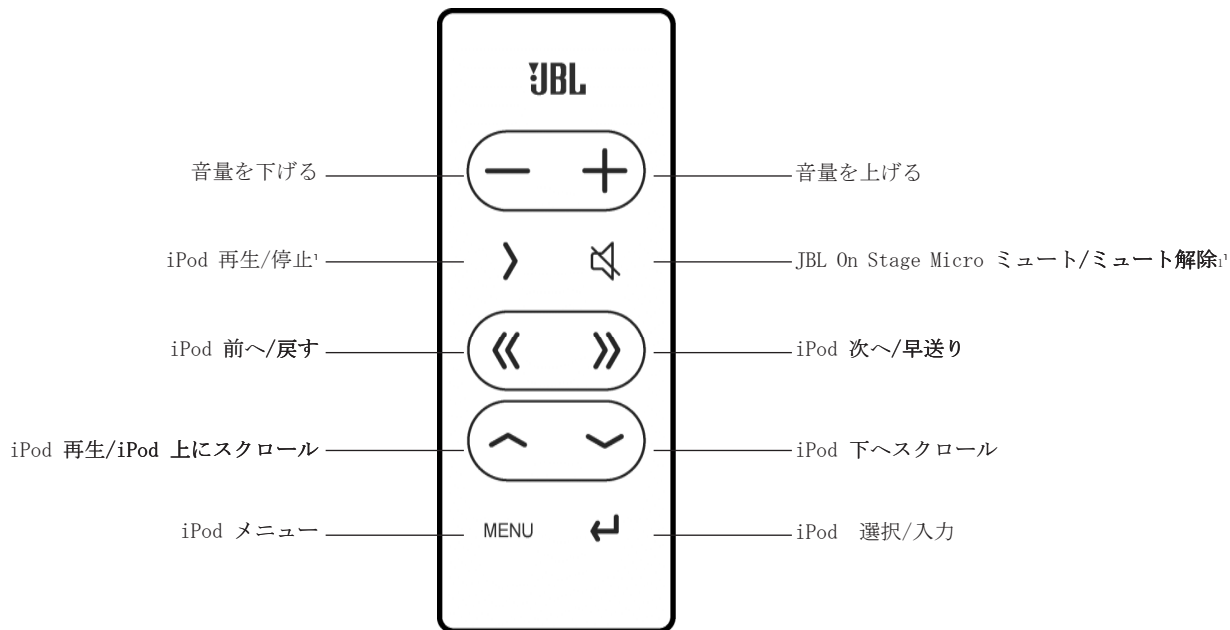 JBL
音量を下げる
音量を上げる
iPod 再生/停止¹
JBL On Stage Micro ミュート/ミュート解除₁¹
iPod 前へ/戻す
iPod 次へ/早送り
iPod 再生/iPod 上にスクロール
iPod 下へスクロール
iPod メニュー
MENU
iPod 選択/入力